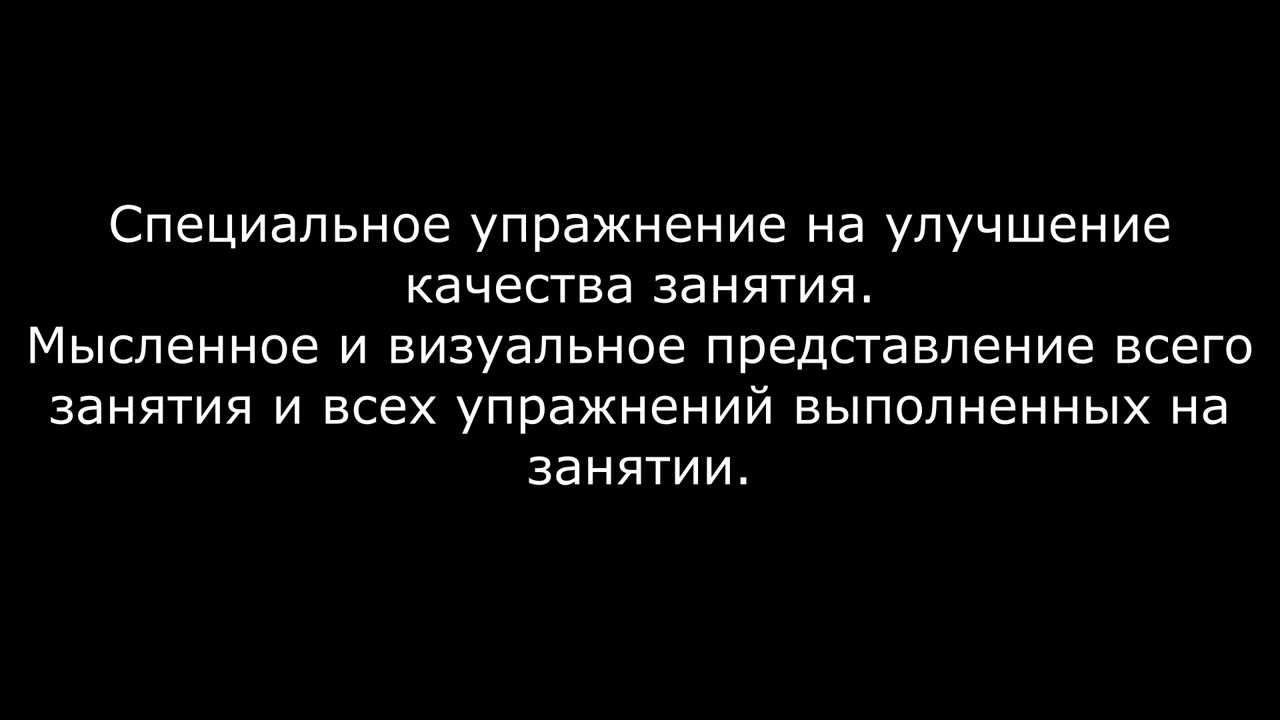 Специальное упражнение на улучшение
качества занятия.
Мысленное и визуальное представление всего
занятия и всех упражнений выполненных на
занятии.